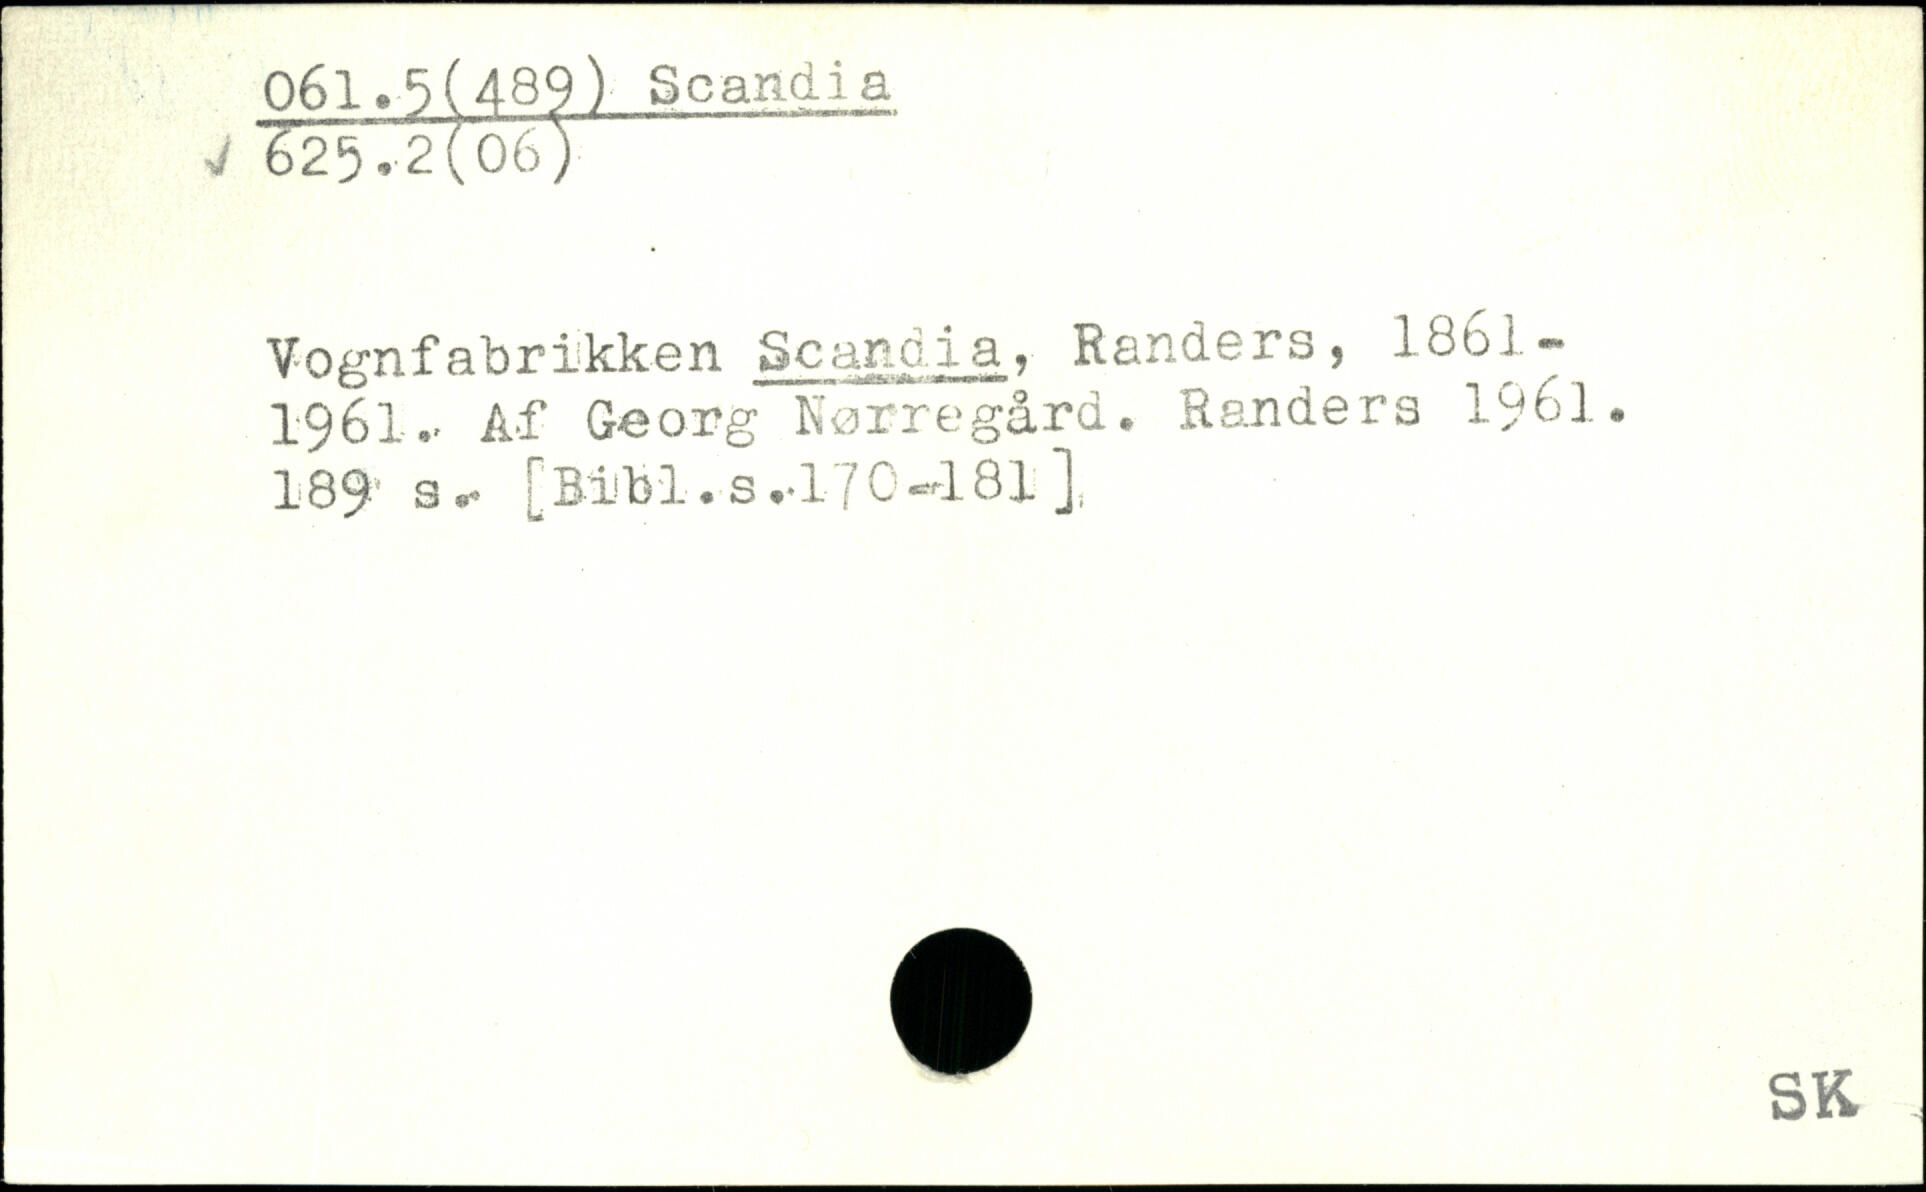 061.5(489) Scandia
✓ 625.2(06)
Vognfabrikken Scandia, Randers, 1861-
1961. Af Georg Nørregård. Randers 1961.
189 s. [Bibl.s.170-181]
SK